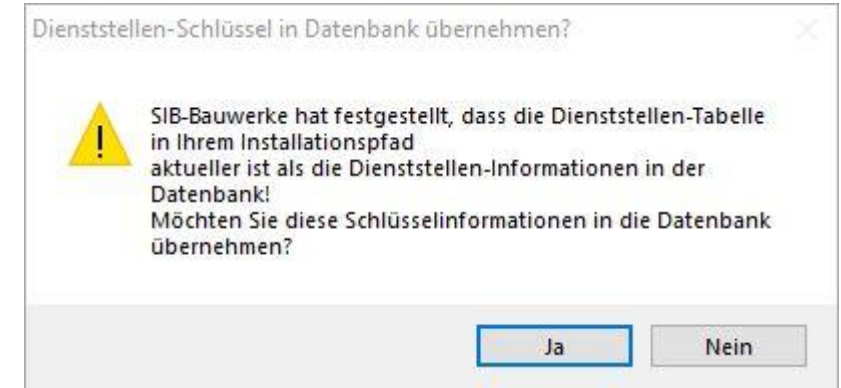 Dienststellen-Schlüssel in Datenbank übernehmen?
SIB-Bauwerke hat festgestellt, dass die Dienststellen-Tabelle
in Ihrem Installationspfad
aktueller ist als die Dienststellen-Informationen in der
Datenbank!
Möchten Sie diese Schlüsselinformationen in die Datenbank
übernehmen?
Ja
Nein